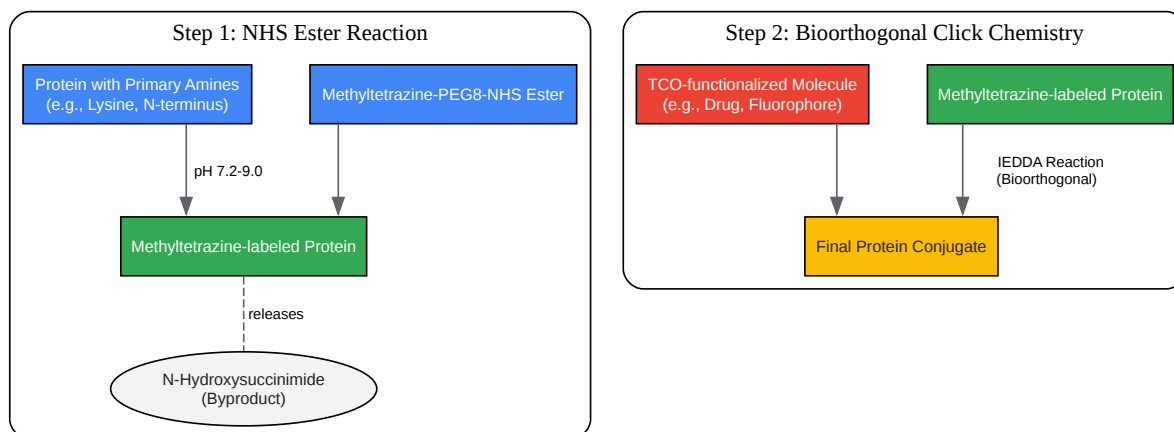 Step 1: NHS Ester Reaction
Protein with Primary Amines
(e.g., Lysine, N-terminus)
Methyltetrazine-PEG8-NHS Ester
pH 7.2-9.0
Methyltetrazine-labeled Protein
releases
N-Hydroxysuccinimide
(Byproduct)
Step 2: Bioorthogonal Click Chemistry
TCO-functionalized Molecule
(e.g., Drug, Fluorophore)
Methyltetrazine-labeled Protein
IEDDA Reaction
(Bioorthogonal)
Final Protein Conjugate